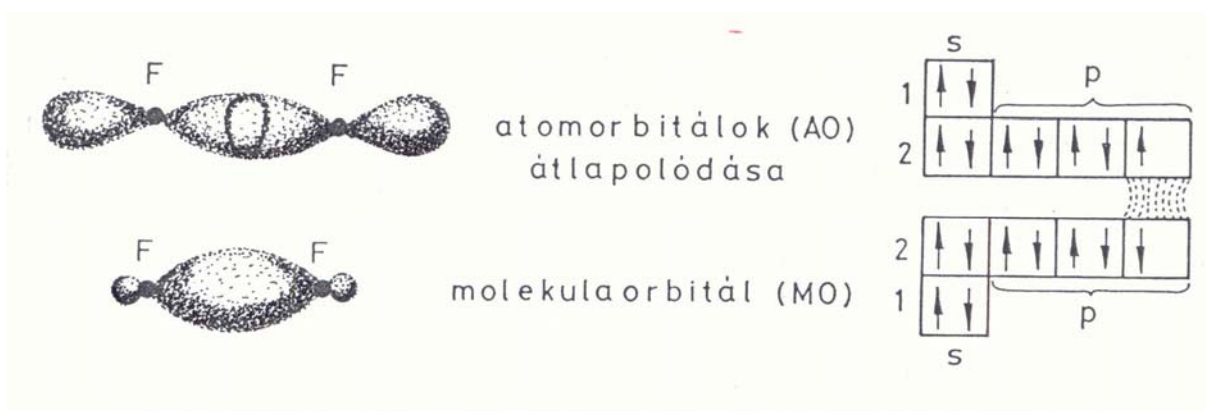 F F
atomorbitálok (AO)
átlapolódása
F F
molekulaorbitál (MO)
s
1 p
2
2
1 p
s